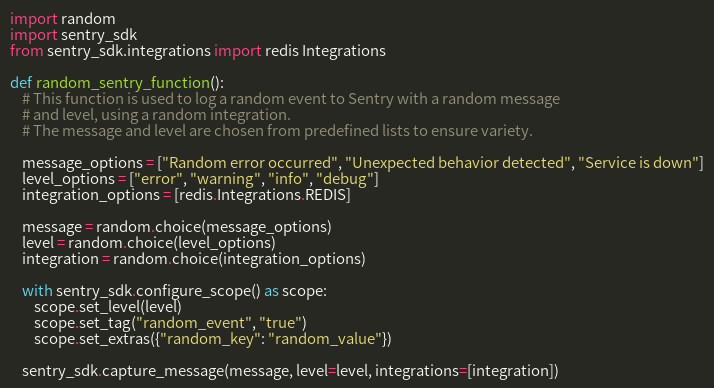 import random
import sentry_sdk
from sentry_sdk.integrations import redis Integrations
def random_sentry_function():
# This function is used to log a random event to Sentry with a random message
# and level, using a random integration.
# The message and level are chosen from predefined lists to ensure variety.
message_options = ["Random error occurred", "Unexpected behavior detected", "Service is down"]
level_options = ["error", "warning", "info", "debug"]
integration_options = [redis.Integrations.REDIS]
message = random.choice(message_options)
level = random.choice(level_options)
integration = random.choice(integration_options)
with sentry_sdk.configure_scope() as scope:
scope.set_level(level)
scope.set_tag("random_event", "true")
scope.set_extras({"random_key": "random_value"})
sentry_sdk.capture_message(message, level=level, integrations=[integration])